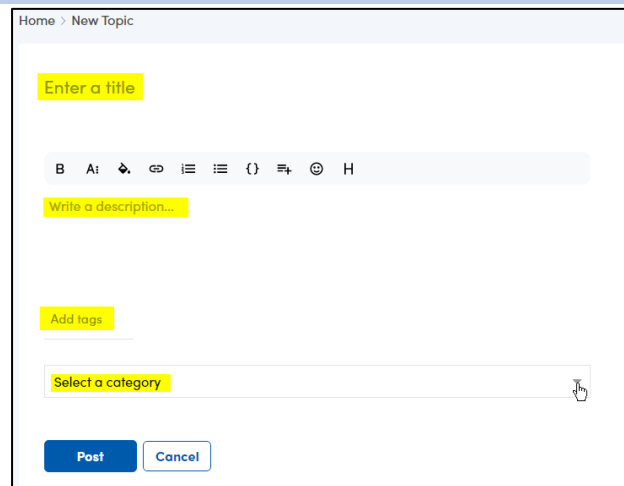 Home > New Topic
Enter a title
B A H
Write a description...
Add tags
Select a category
Post Cancel